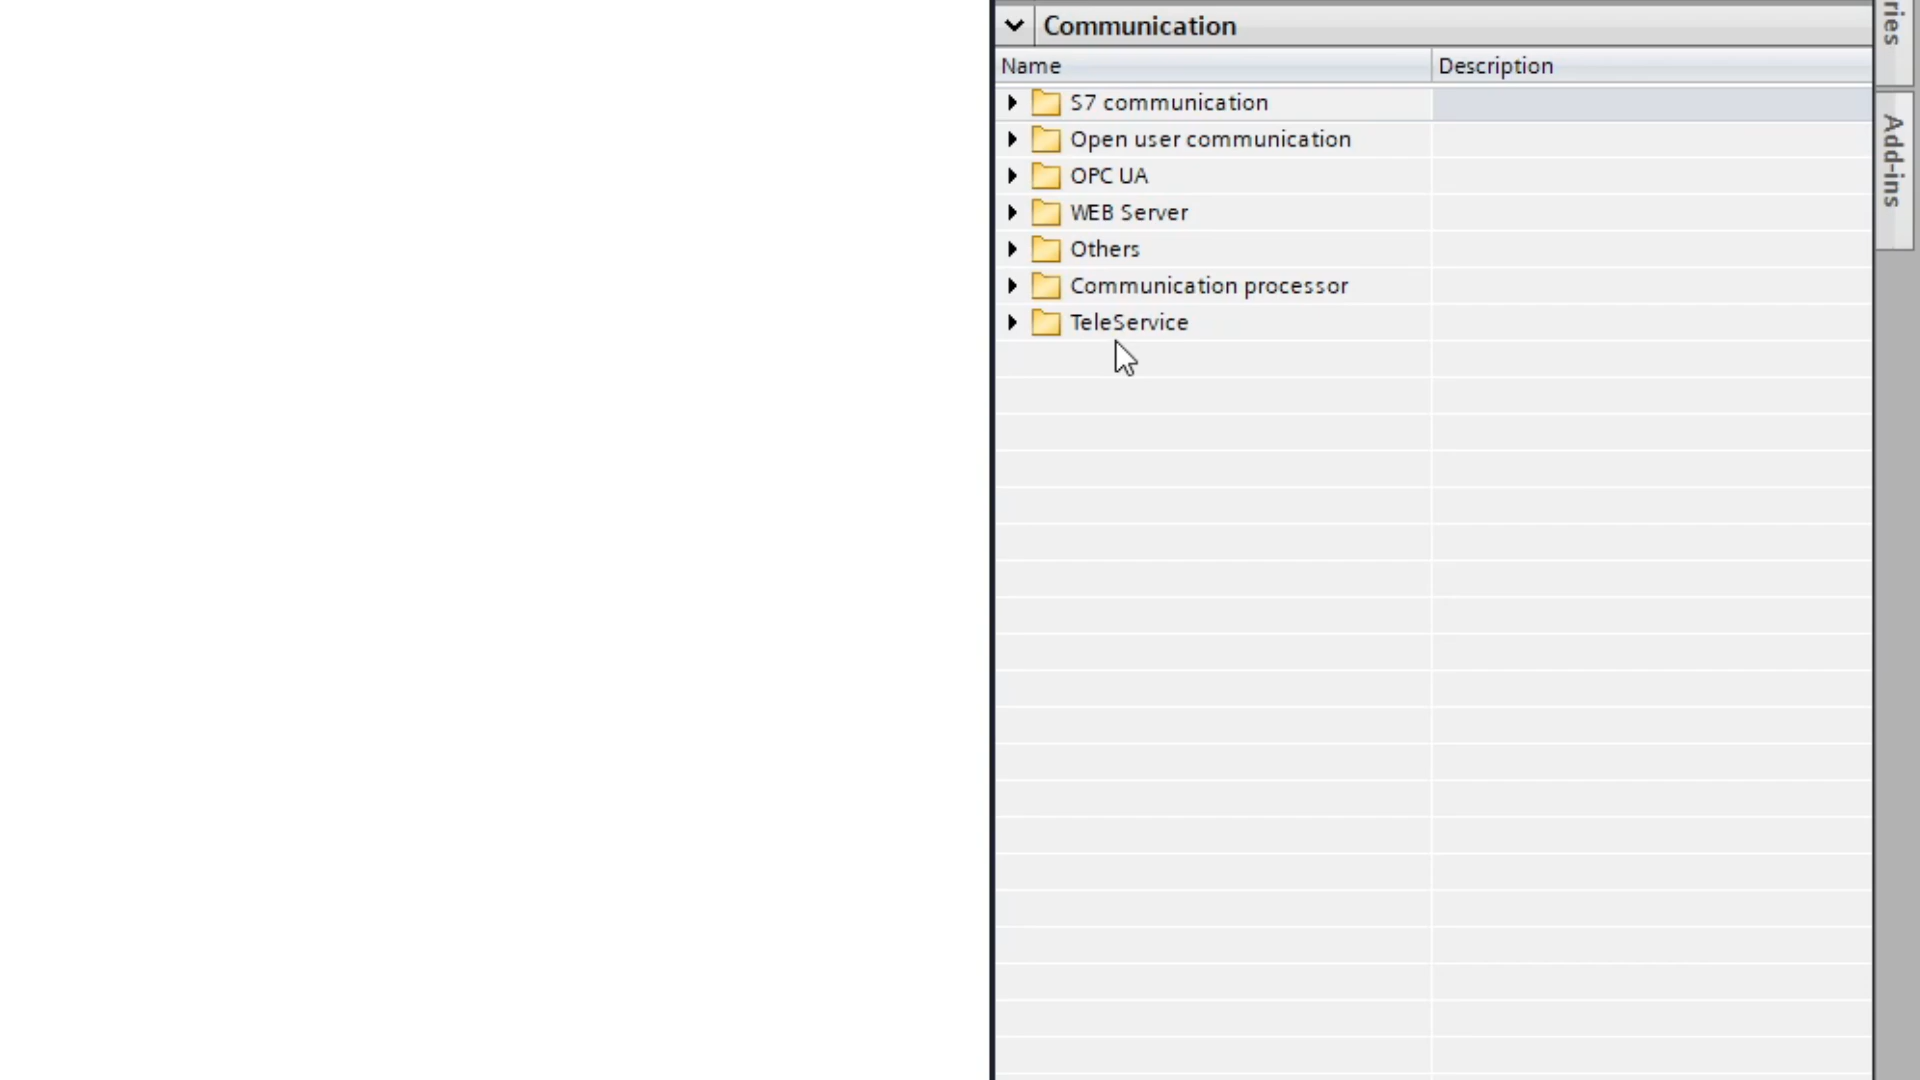 Communication
Name Description
S7 communication
Open user communication
OPC UA
WEB Server
Others
Communication processor
TeleService
ries
Add-ins